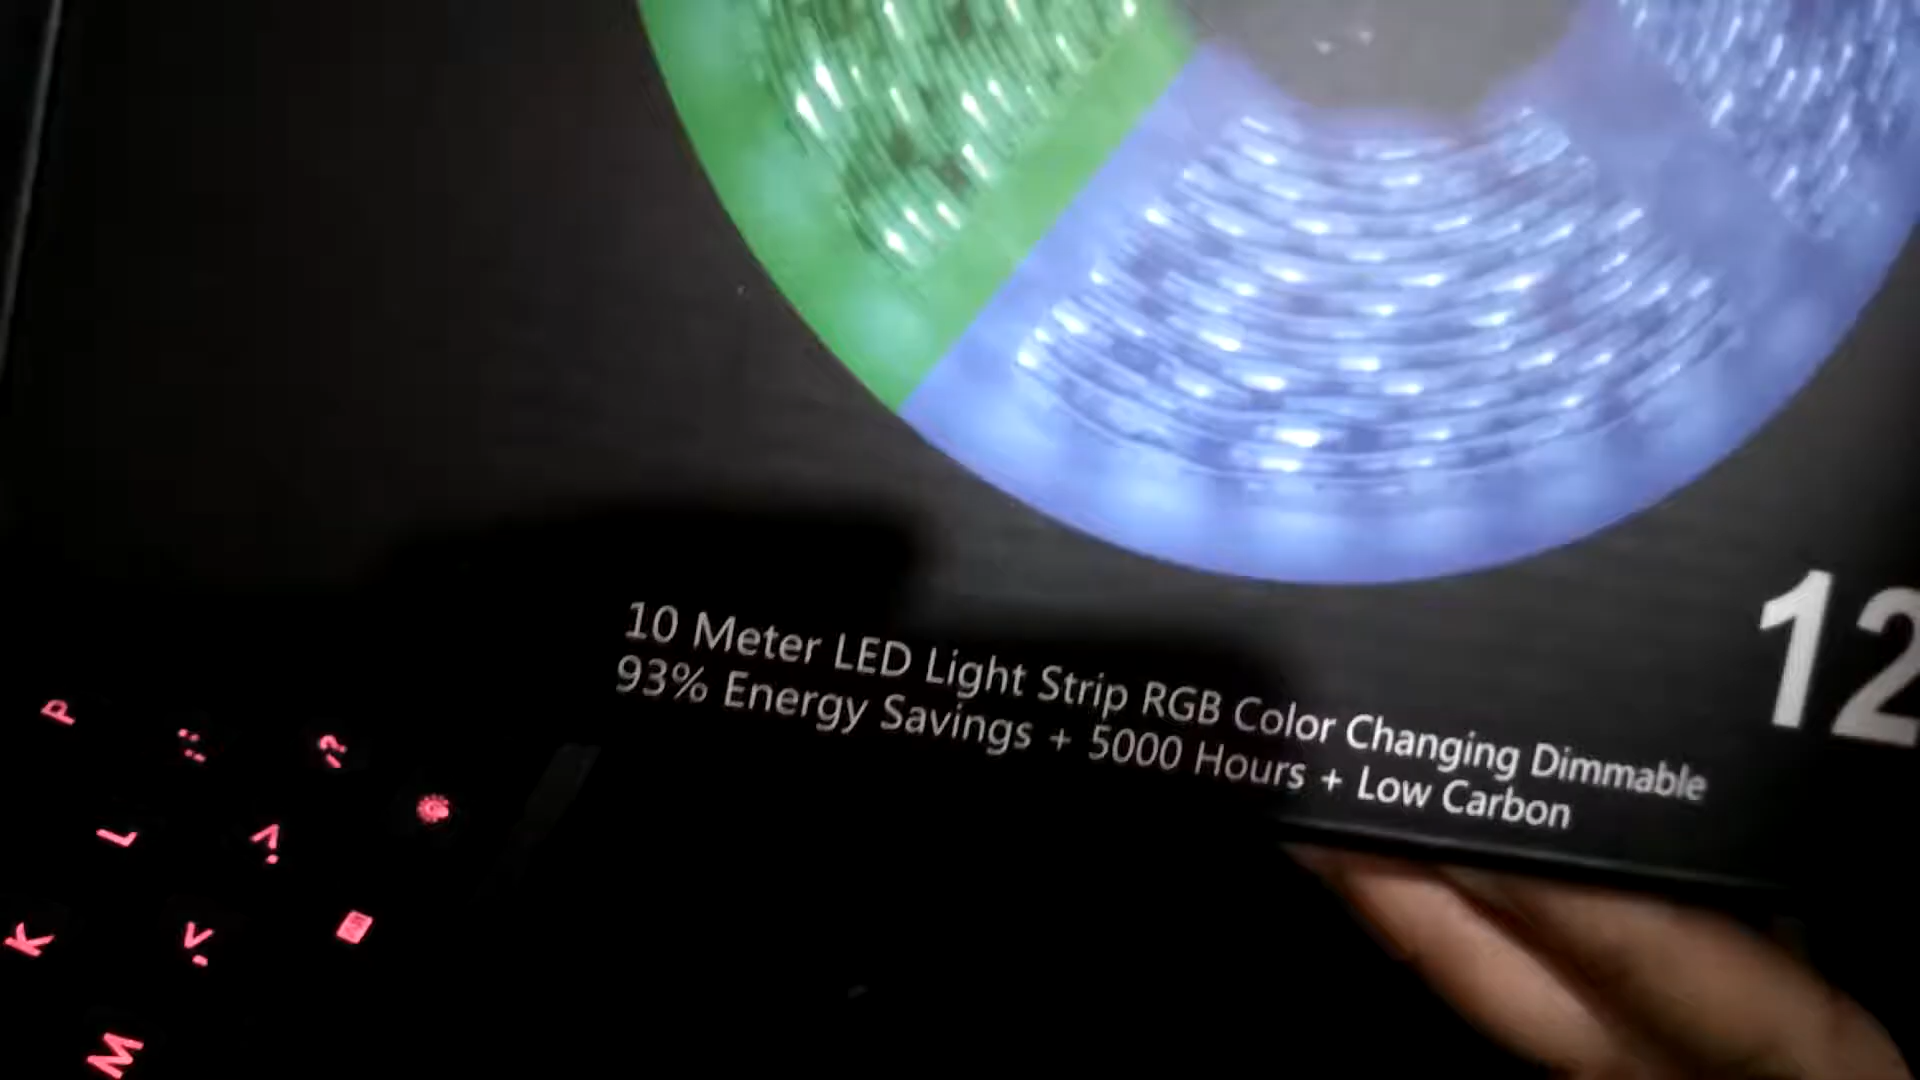 10 Meter LED Light Strip RGB Color Changing Dimmable
93% Energy Savings + 5000 Hours + Low Carbon
12
P
: ;
? /
L
> .
K
< ,
M